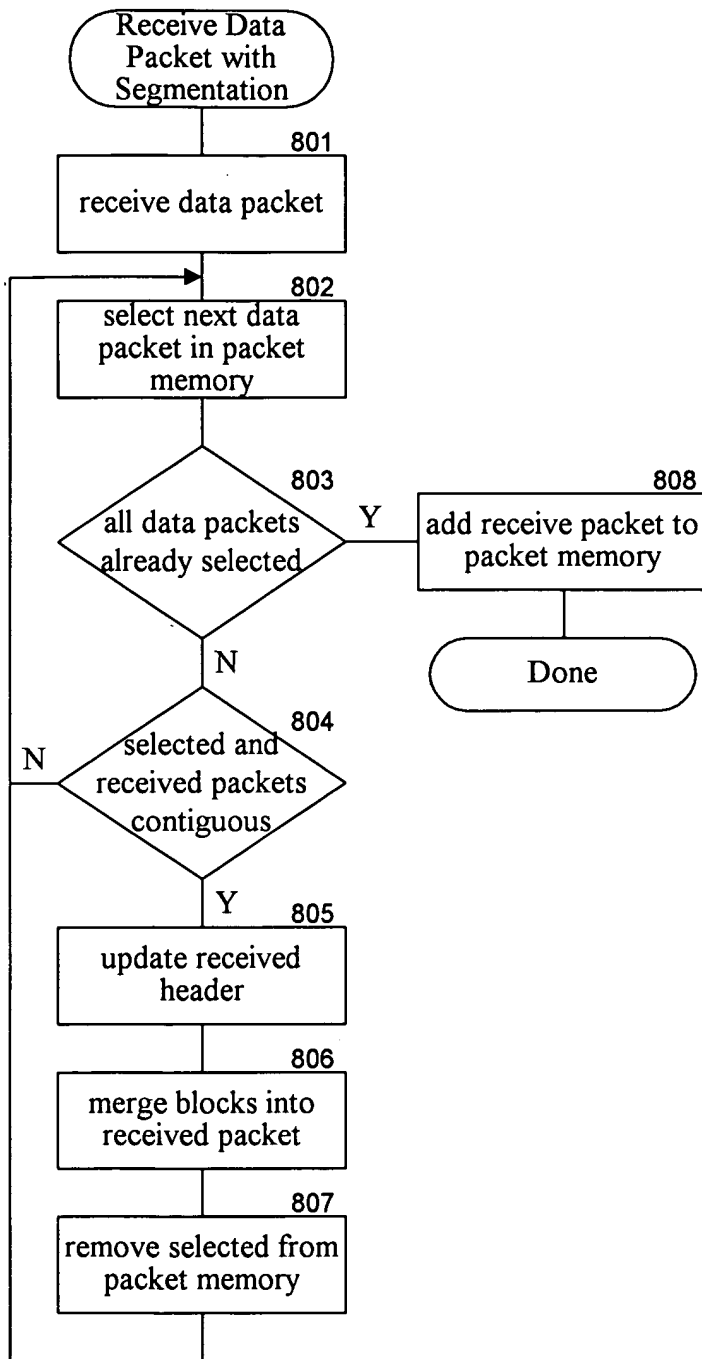 Receive Data
Packet with
Segmentation
801
receive data packet
802
select next data
packet in packet
memory
803
all data packets
already selected
Y
808
add receive packet to
packet memory
Done
N
804
selected and
received packets
contiguous
N
Y
805
update received
header
806
merge blocks into
received packet
807
remove selected from
packet memory